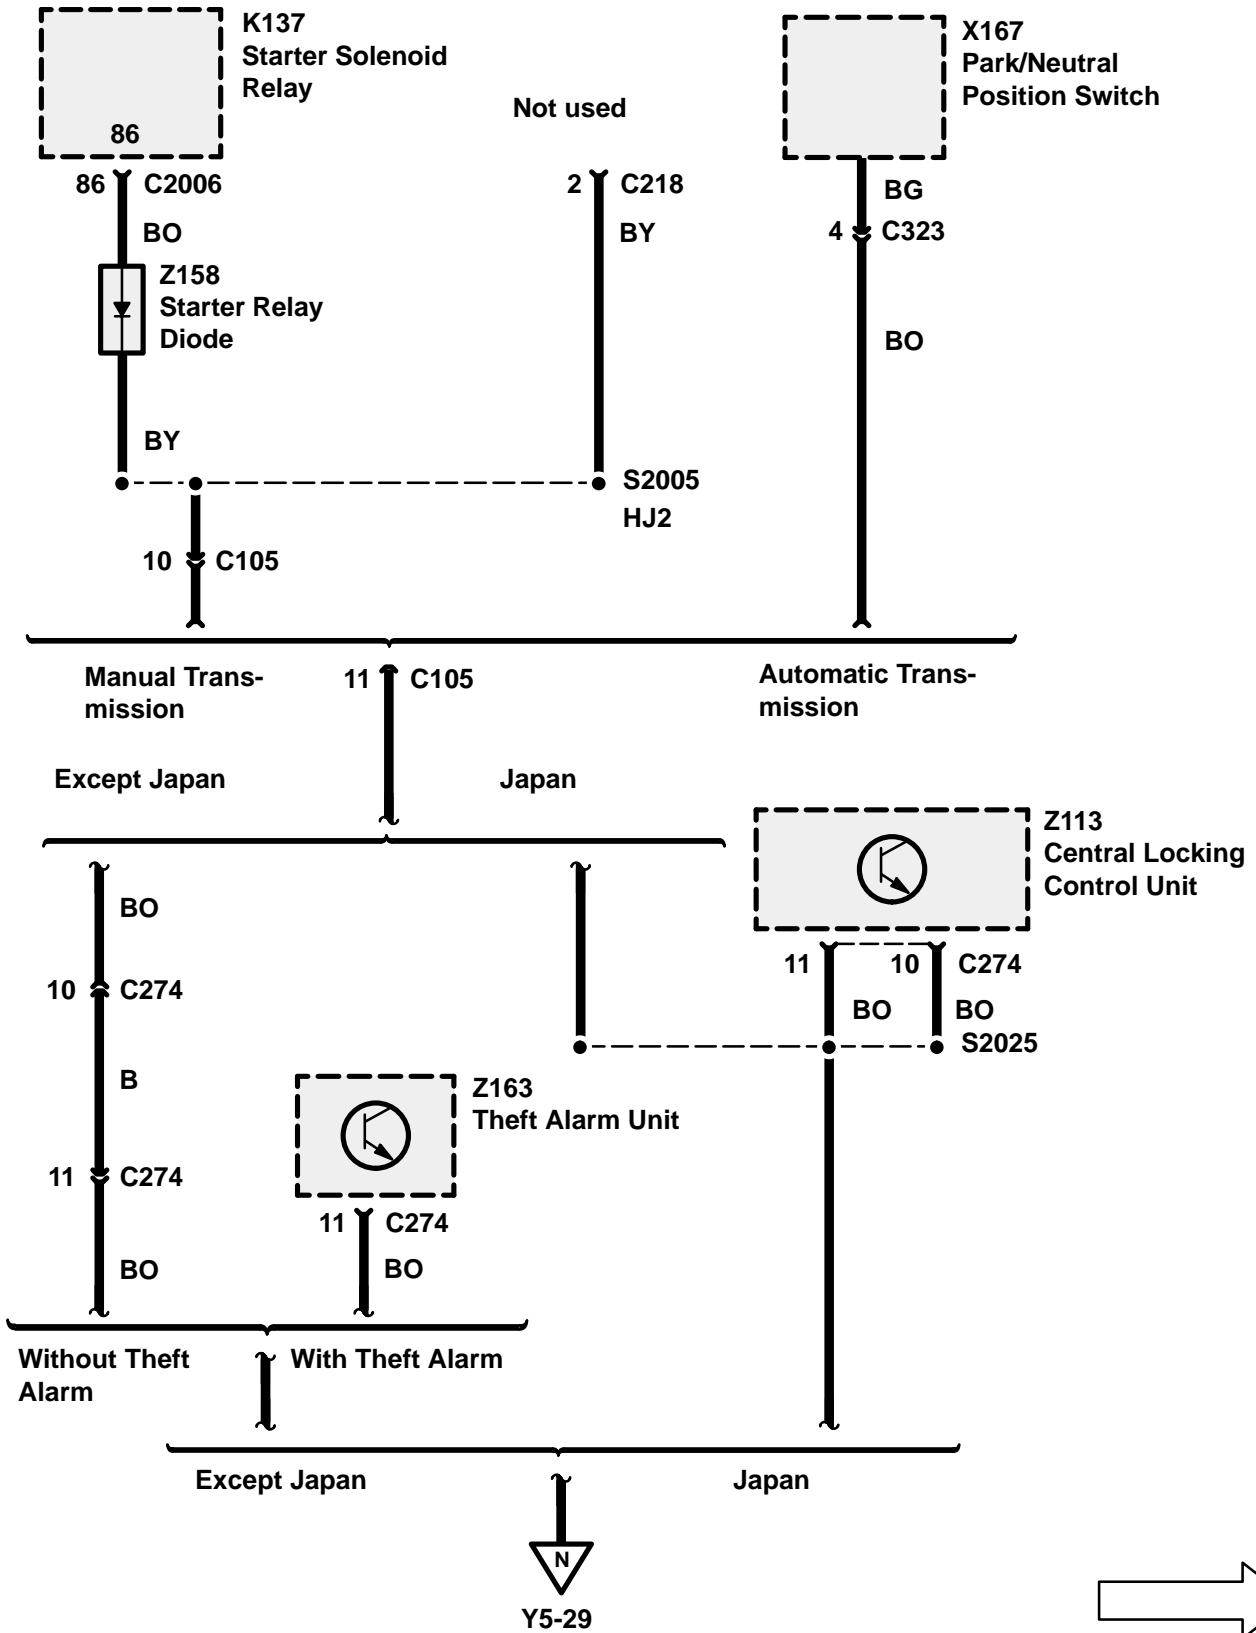 K137
Starter Solenoid
Relay
86
86 C2006
BO
Z158
Starter Relay
Diode
BY
Not used
2 C218
BY
S2005
HJ2
10 C105
X167
Park/Neutral
Position Switch
BG
4 C323
BO
Manual Trans-
mission
11 C105
Automatic Trans-
mission
Except Japan
Japan
Z113
Central Locking
Control Unit
11 10 C274
BO BO
S2025
BO
10 C274
B
11 C274
BO
Z163
Theft Alarm Unit
11 C274
BO
Without Theft
Alarm
With Theft Alarm
Except Japan
Japan
N
Y5-29